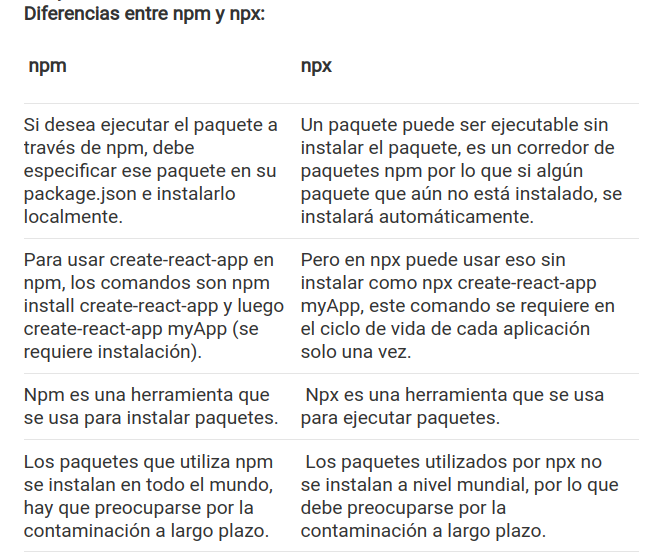 Diferencias entre npm y npx:
npm
npx
Si desea ejecutar el paquete a
través de npm, debe
especificar ese paquete en su
package.json e instalarlo
localmente.
Un paquete puede ser ejecutable sin
instalar el paquete, es un corredor de
paquetes npm por lo que si algún
paquete que aún no está instalado, se
instalará automáticamente.
Para usar create-react-app en
npm, los comandos son npm
install create-react-app y luego
create-react-app myApp (se
requiere instalación).
Pero en npx puede usar eso sin
instalar como npx create-react-app
myApp, este comando se requiere en
el ciclo de vida de cada aplicación
solo una vez.
Npm es una herramienta que
se usa para instalar paquetes.
Npx es una herramienta que se usa
para ejecutar paquetes.
Los paquetes que utiliza npm
se instalan en todo el mundo,
hay que preocuparse por la
contaminación a largo plazo.
Los paquetes utilizados por npx no
se instalan a nivel mundial, por lo que
debe preocuparse por la
contaminación a largo plazo.